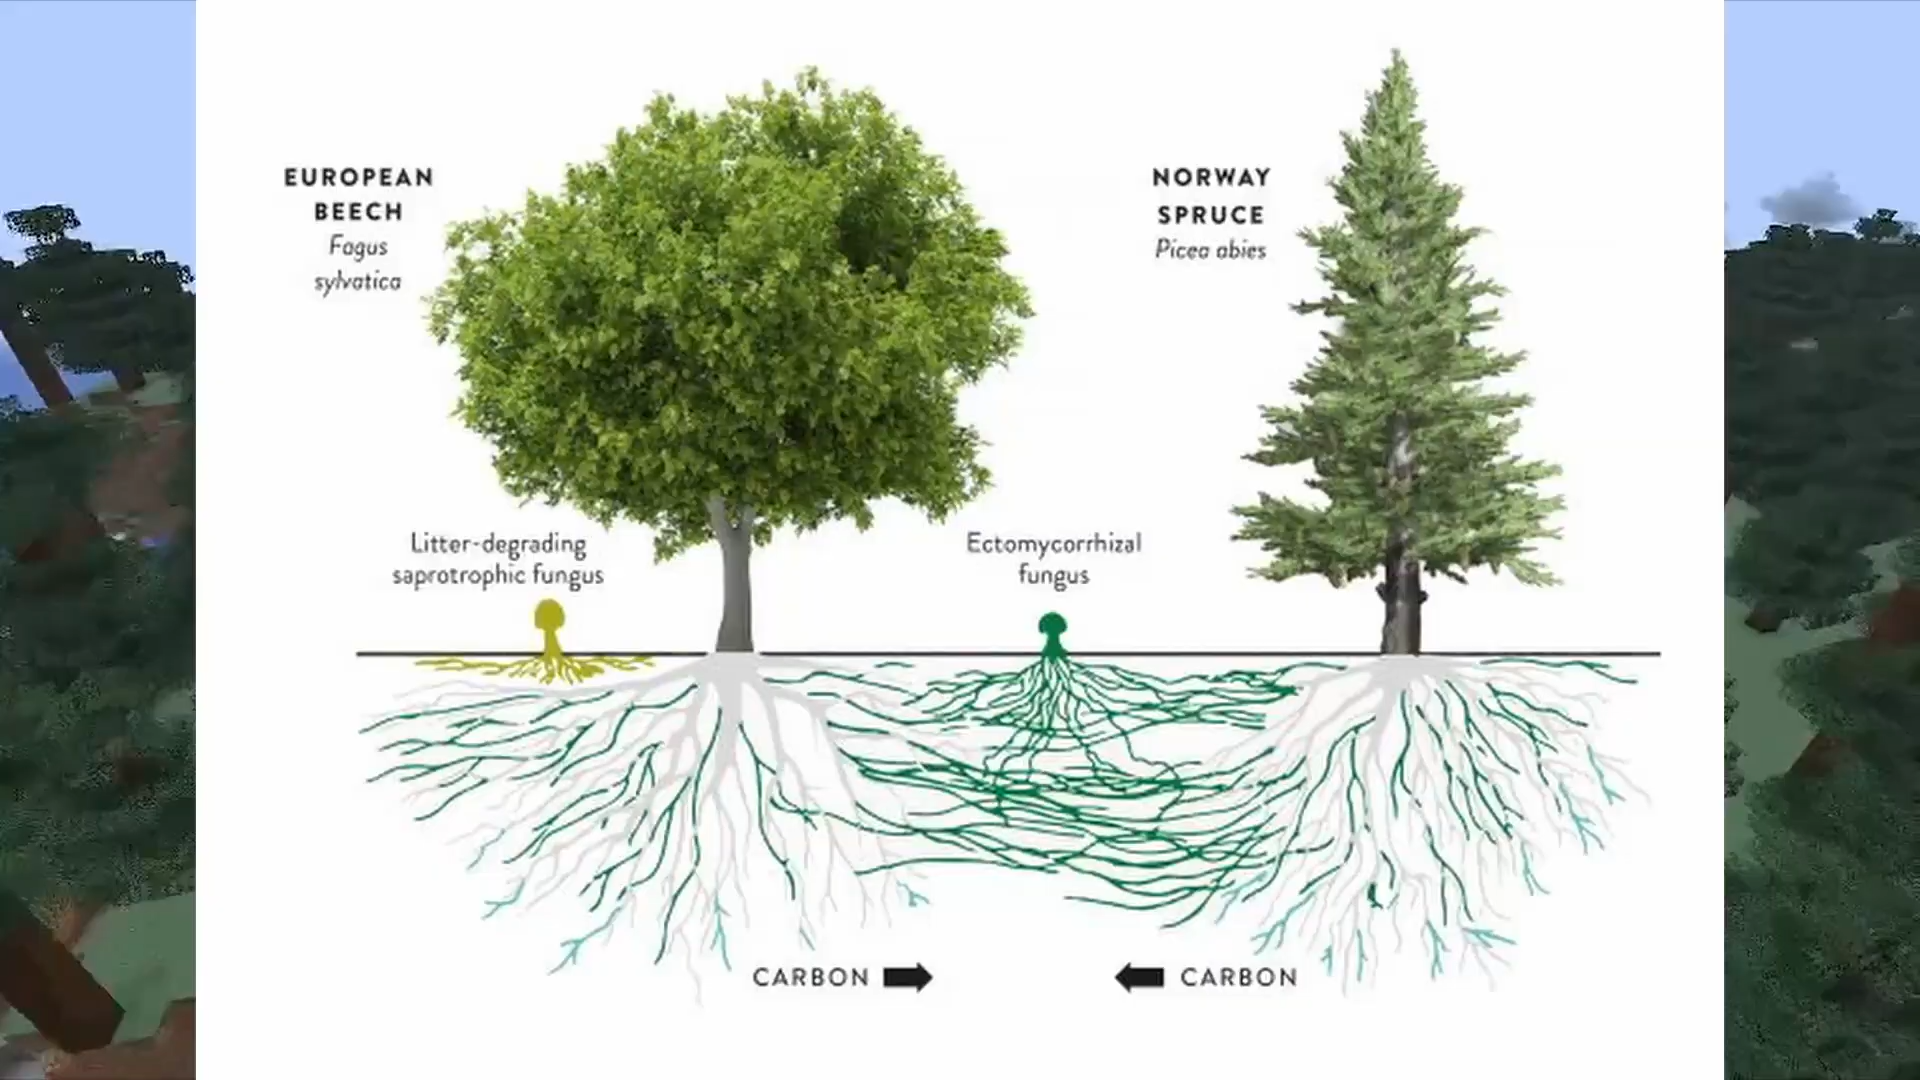 EUROPEAN
BEECH
Fagus
sylvatica
NORWAY
SPRUCE
Picea abies
Litter-degrading
saprotrophic fungus
Ectomycorrhizal
fungus
CARBON
CARBON